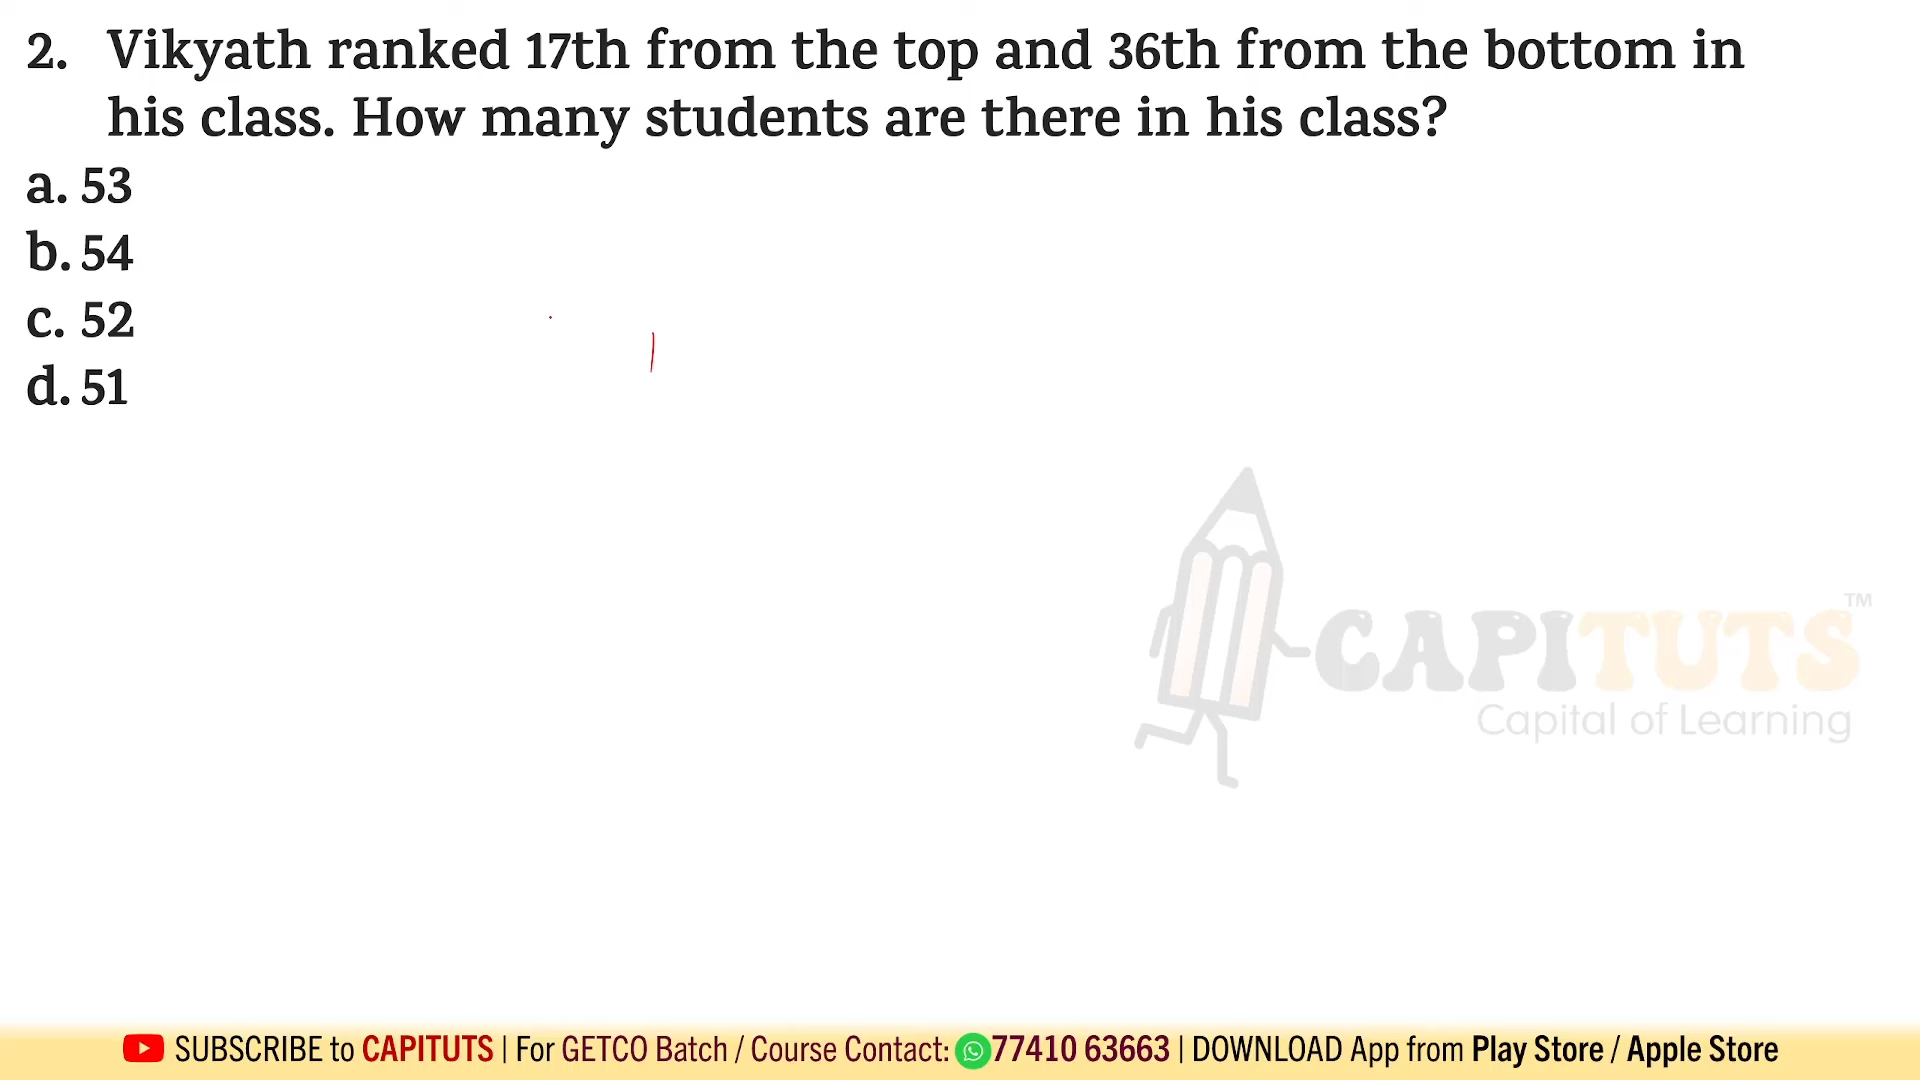 2. Vikyath ranked 17th from the top and 36th from the bottom in
his class. How many students are there in his class?
a. 53
b. 54
c. 52
d. 51
CAPITUTS™
Capital of Learning
SUBSCRIBE to CAPITUTS | For GETCO Batch / Course Contact: 77410 63663 | DOWNLOAD App from Play Store / Apple Store